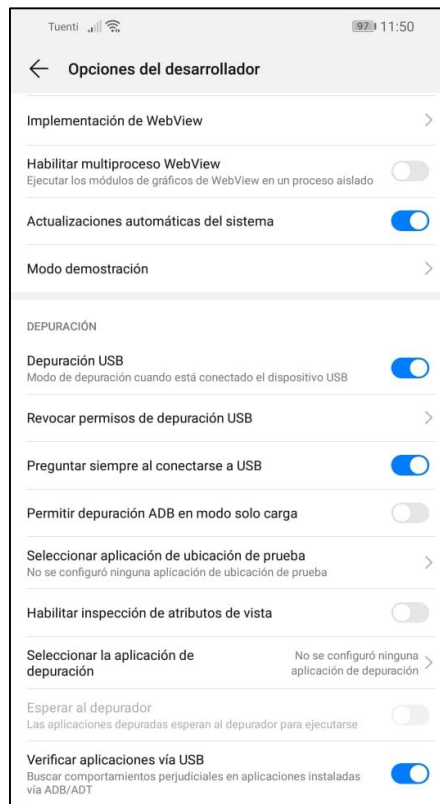 Tuenti 97 11:50
Opciones del desarrollador
Implementación de WebView
Habilitar multiproceso WebView
Ejecutar los módulos de gráficos de WebView en un proceso aislado
Actualizaciones automáticas del sistema
Modo demostración
DEPURACIÓN
Depuración USB
Modo de depuración cuando está conectado el dispositivo USB
Revocar permisos de depuración USB
Preguntar siempre al conectarse a USB
Permitir depuración ADB en modo solo carga
Seleccionar aplicación de ubicación de prueba
No se configuró ninguna aplicación de ubicación de prueba
Habilitar inspección de atributos de vista
Seleccionar la aplicación de
depuración
No se configuró ninguna
aplicación de depuración
Esperar al depurador
Las aplicaciones depuradas esperan al depurador para ejecutarse
Verificar aplicaciones vía USB
Buscar comportamientos perjudiciales en aplicaciones instaladas
vía ADB/ADT